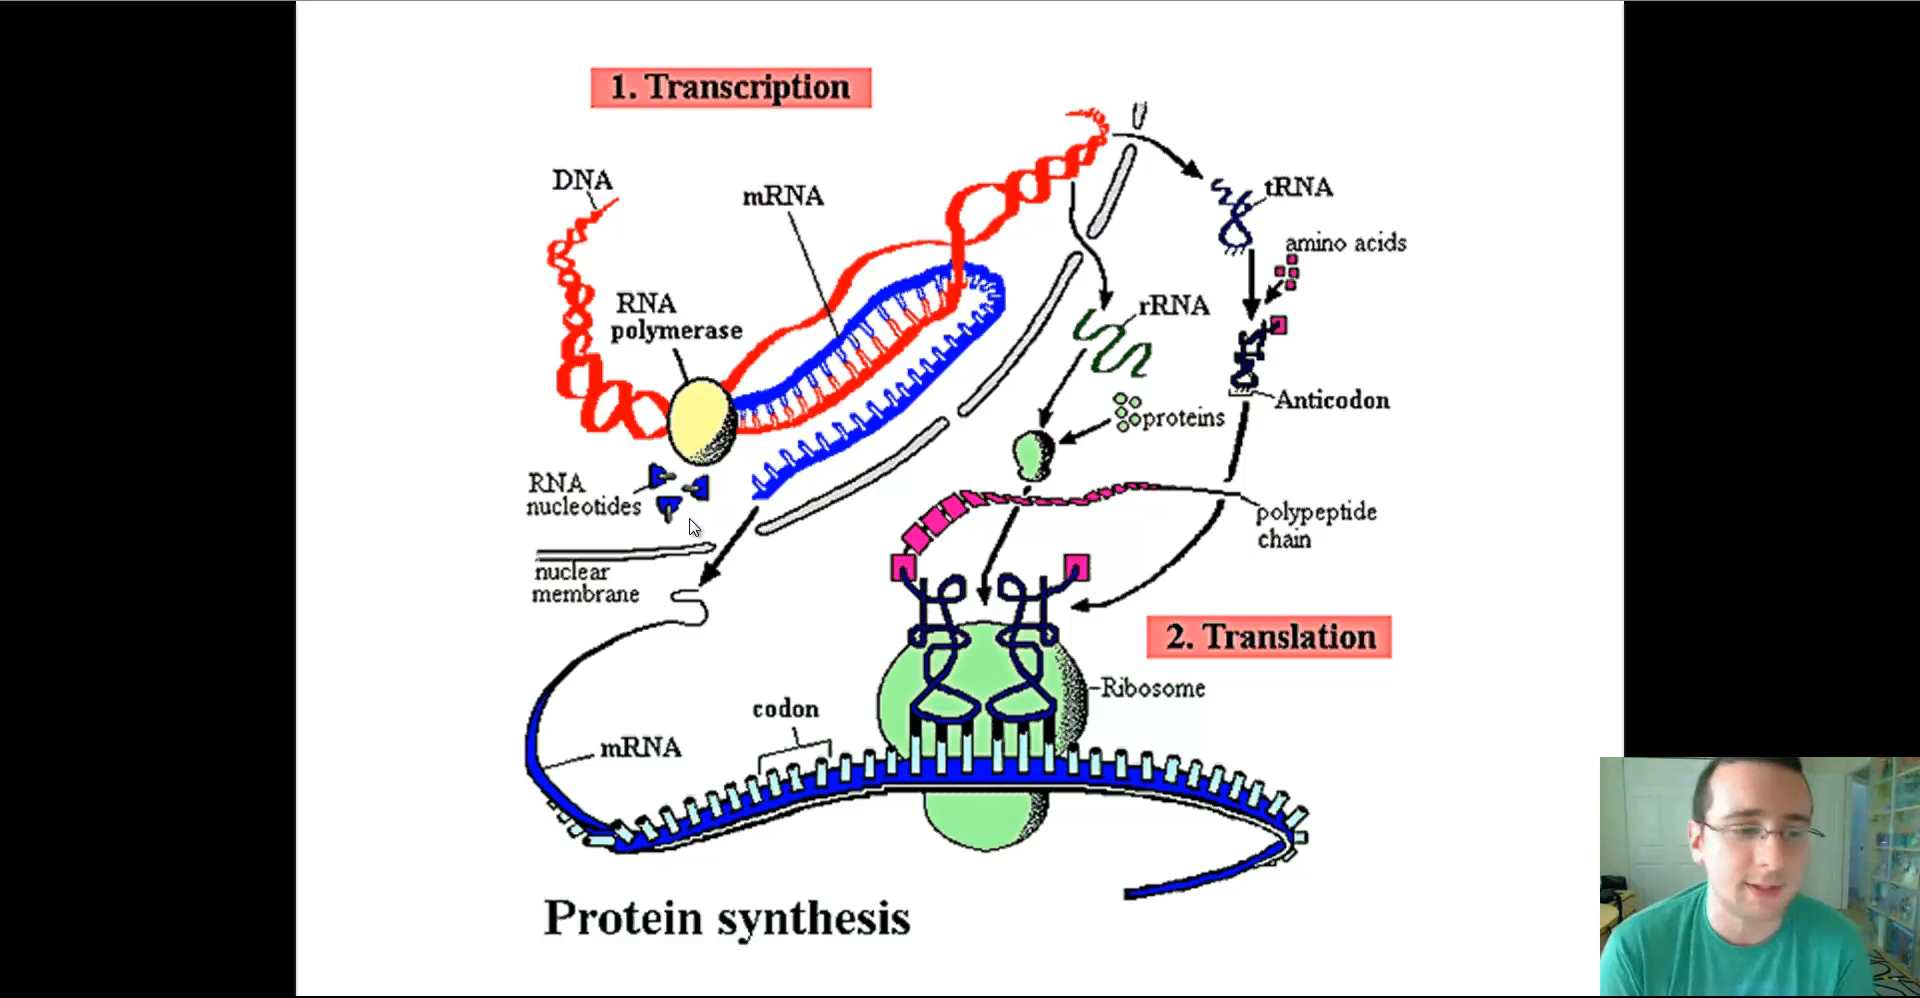 1. Transcription
DNA
mRNA
tRNA
amino acids
RNA
polymerase
rRNA
Anticodon
proteins
RNA
nucleotides
polypeptide
chain
nuclear
membrane
2. Translation
Ribosome
codon
mRNA
Protein synthesis